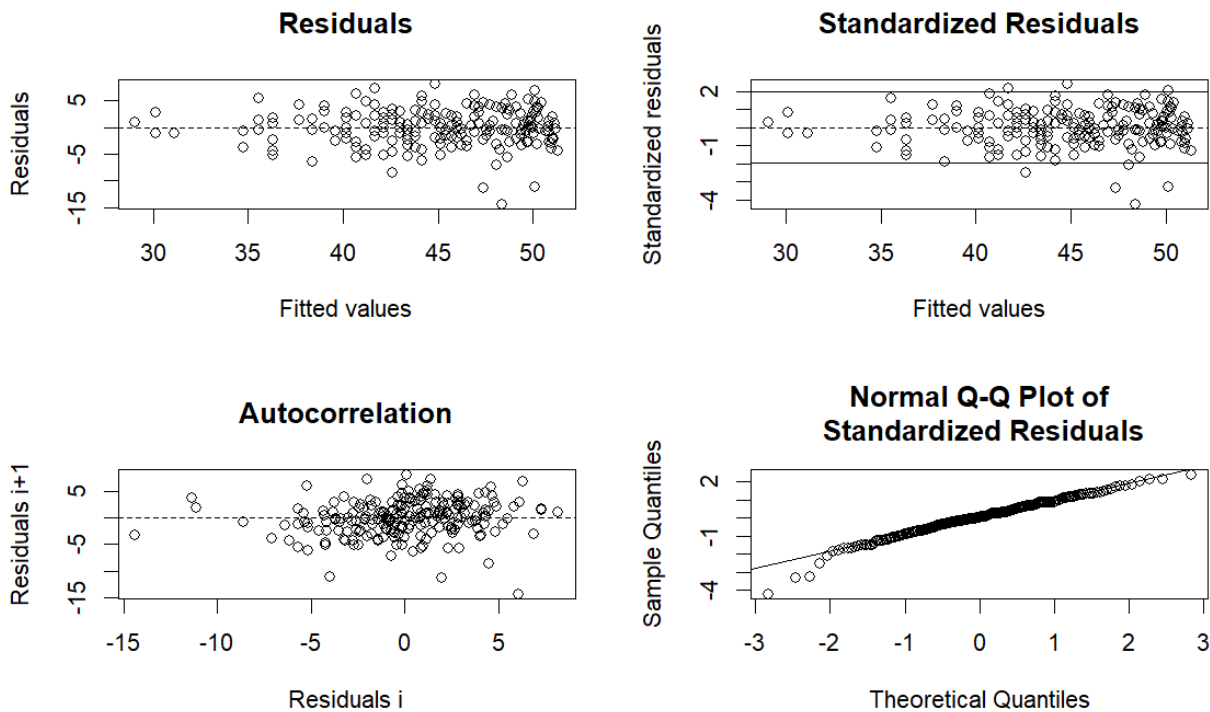 Residuals
Residuals
5
-5
-15
30 35 40 45 50
Fitted values
Standardized Residuals
Standardized residuals
2
-1
-4
30 35 40 45 50
Fitted values
Autocorrelation
Residuals i+1
5
-5
-15
-15 -10 -5 0 5
Residuals i
Normal Q-Q Plot of
Standardized Residuals
Sample Quantiles
2
-1
-4
-3 -2 -1 0 1 2 3
Theoretical Quantiles